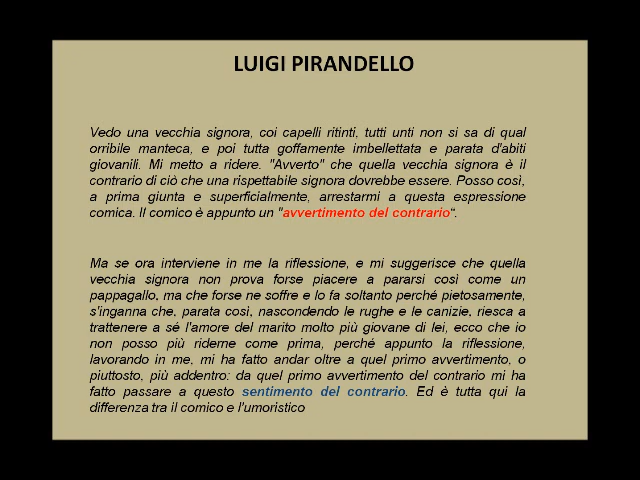 LUIGI PIRANDELLO
Vedo una vecchia signora, coi capelli ritinti, tutti unti non si sa di qual
orribile manteca, e poi tutta goffamente imbellettata e parata d'abiti
giovanili. Mi metto a ridere. "Avverto" che quella vecchia signora è il
contrario di ciò che una rispettabile signora dovrebbe essere. Posso così,
a prima giunta e superficialmente, arrestarmi a questa espressione
comica. Il comico è appunto un "avvertimento del contrario“.
Ma se ora interviene in me la riflessione, e mi suggerisce che quella
vecchia signora non prova forse piacere a pararsi così come un
pappagallo, ma che forse ne soffre e lo fa soltanto perché pietosamente,
s'inganna che, parata così, nascondendo le rughe e le canizie, riesca a
trattenere a sé l'amore del marito molto più giovane di lei, ecco che io
non posso più riderne come prima, perché appunto la riflessione,
lavorando in me, mi ha fatto andar oltre a quel primo avvertimento, o
piuttosto, più addentro: da quel primo avvertimento del contrario mi ha
fatto passare a questo sentimento del contrario. Ed è tutta qui la
differenza tra il comico e l'umoristico